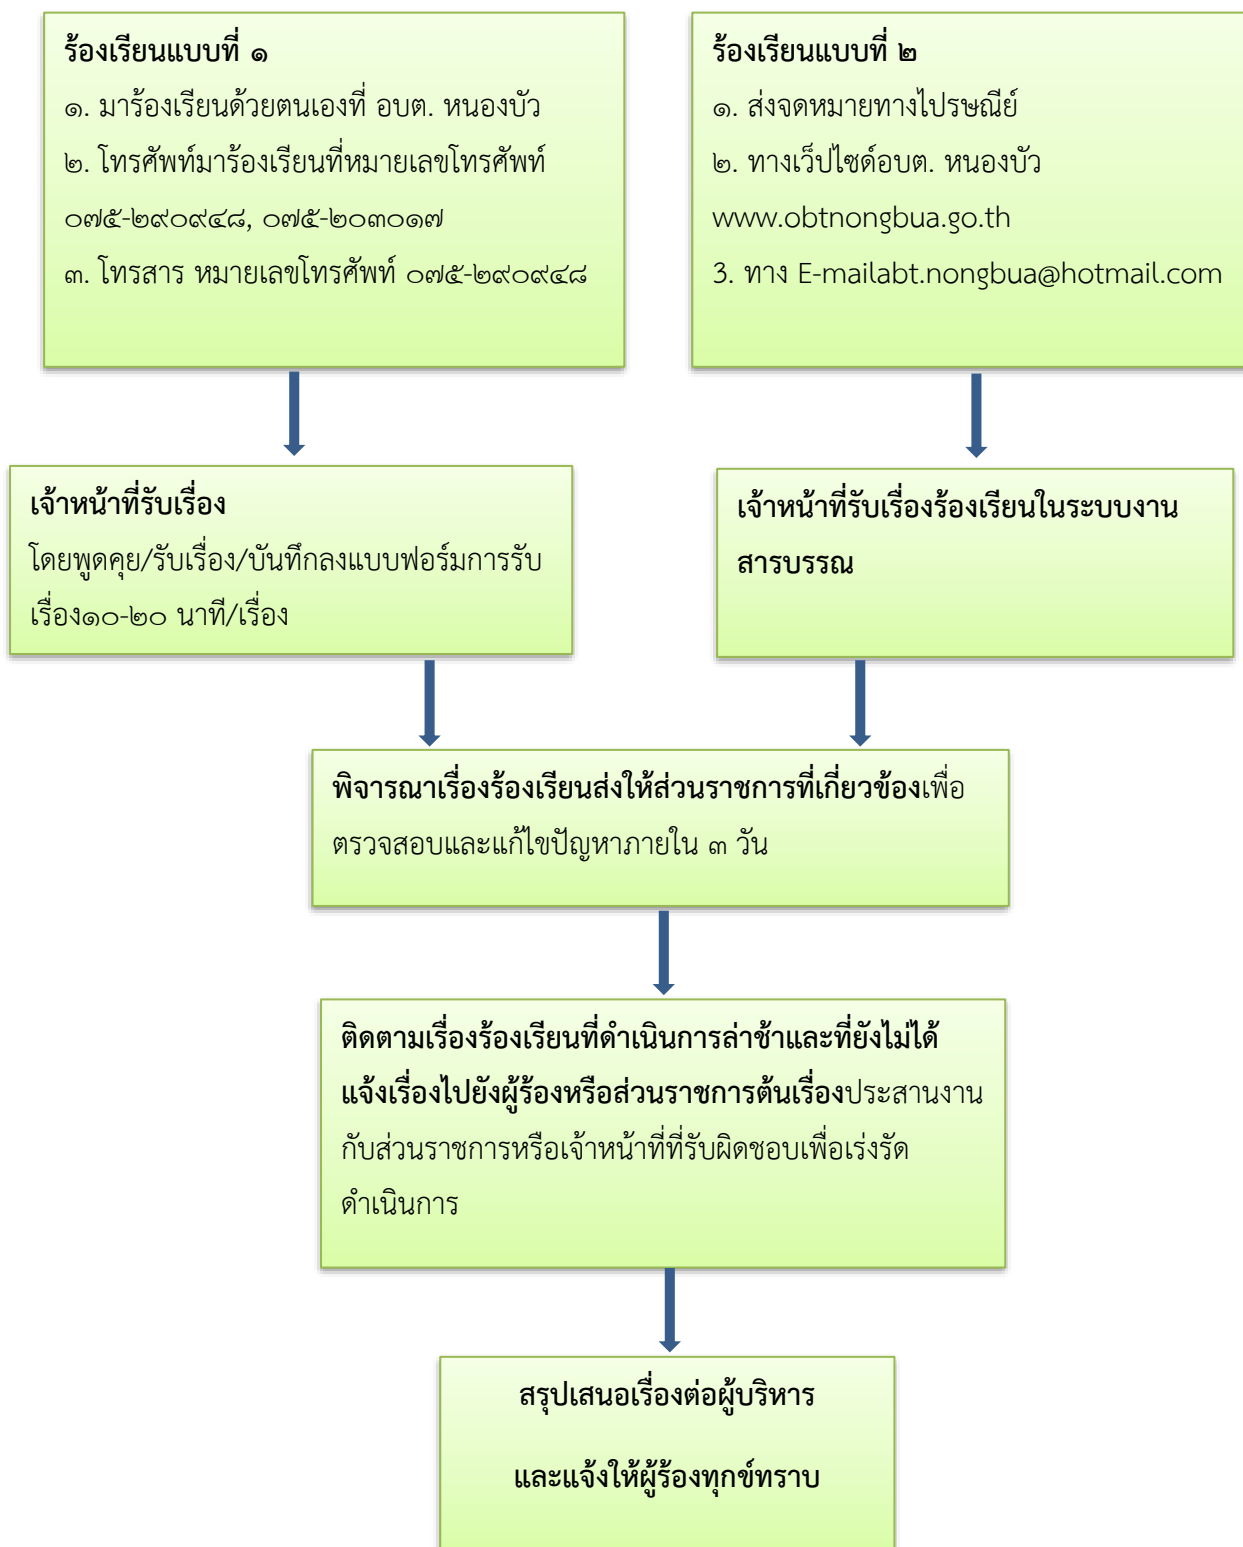 ร้องเรียนแบบที่ ๑
๑. มาร้องเรียนด้วยตนเองที่ อบต. หนองบัว
๒. โทรศัพท์มาร้องเรียนที่หมายเลขโทรศัพท์
๐๗๕-๒๙๐๙๔๘, ๐๗๕-๒๐๓๐๑๗
๓. โทรสาร หมายเลขโทรศัพท์ ๐๗๕-๒๙๐๙๔๘
ร้องเรียนแบบที่ ๒
๑. ส่งจดหมายทางไปรษณีย์
๒. ทางเว็ปไซด์อบต. หนองบัว
www.obtnongbua.go.th
3. ทาง E-mailabt.nongbua@hotmail.com
เจ้าหน้าที่รับเรื่อง
โดยพูดคุย/รับเรื่อง/บันทึกลงแบบฟอร์มการรับ
เรื่อง๑๐-๒๐ นาที/เรื่อง
เจ้าหน้าที่รับเรื่องร้องเรียนในระบบงาน
สารบรรณ
พิจารณาเรื่องร้องเรียนส่งให้ส่วนราชการที่เกี่ยวข้องเพื่อ
ตรวจสอบและแก้ไขปัญหาภายใน ๓ วัน
ติดตามเรื่องร้องเรียนที่ดำเนินการล่าช้าและที่ยังไม่ได้
แจ้งเรื่องไปยังผู้ร้องหรือส่วนราชการต้นเรื่องประสานงาน
กับส่วนราชการหรือเจ้าหน้าที่ที่รับผิดชอบเพื่อเร่งรัด
ดำเนินการ
สรุปเสนอเรื่องต่อผู้บริหาร
และแจ้งให้ผู้ร้องทุกข์ทราบ